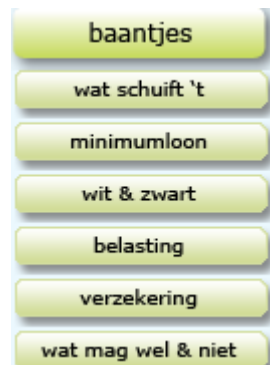 baantjes
wat schuift ‘t
minimumloon
wit & zwart
belasting
verzekering
wat mag wel & niet